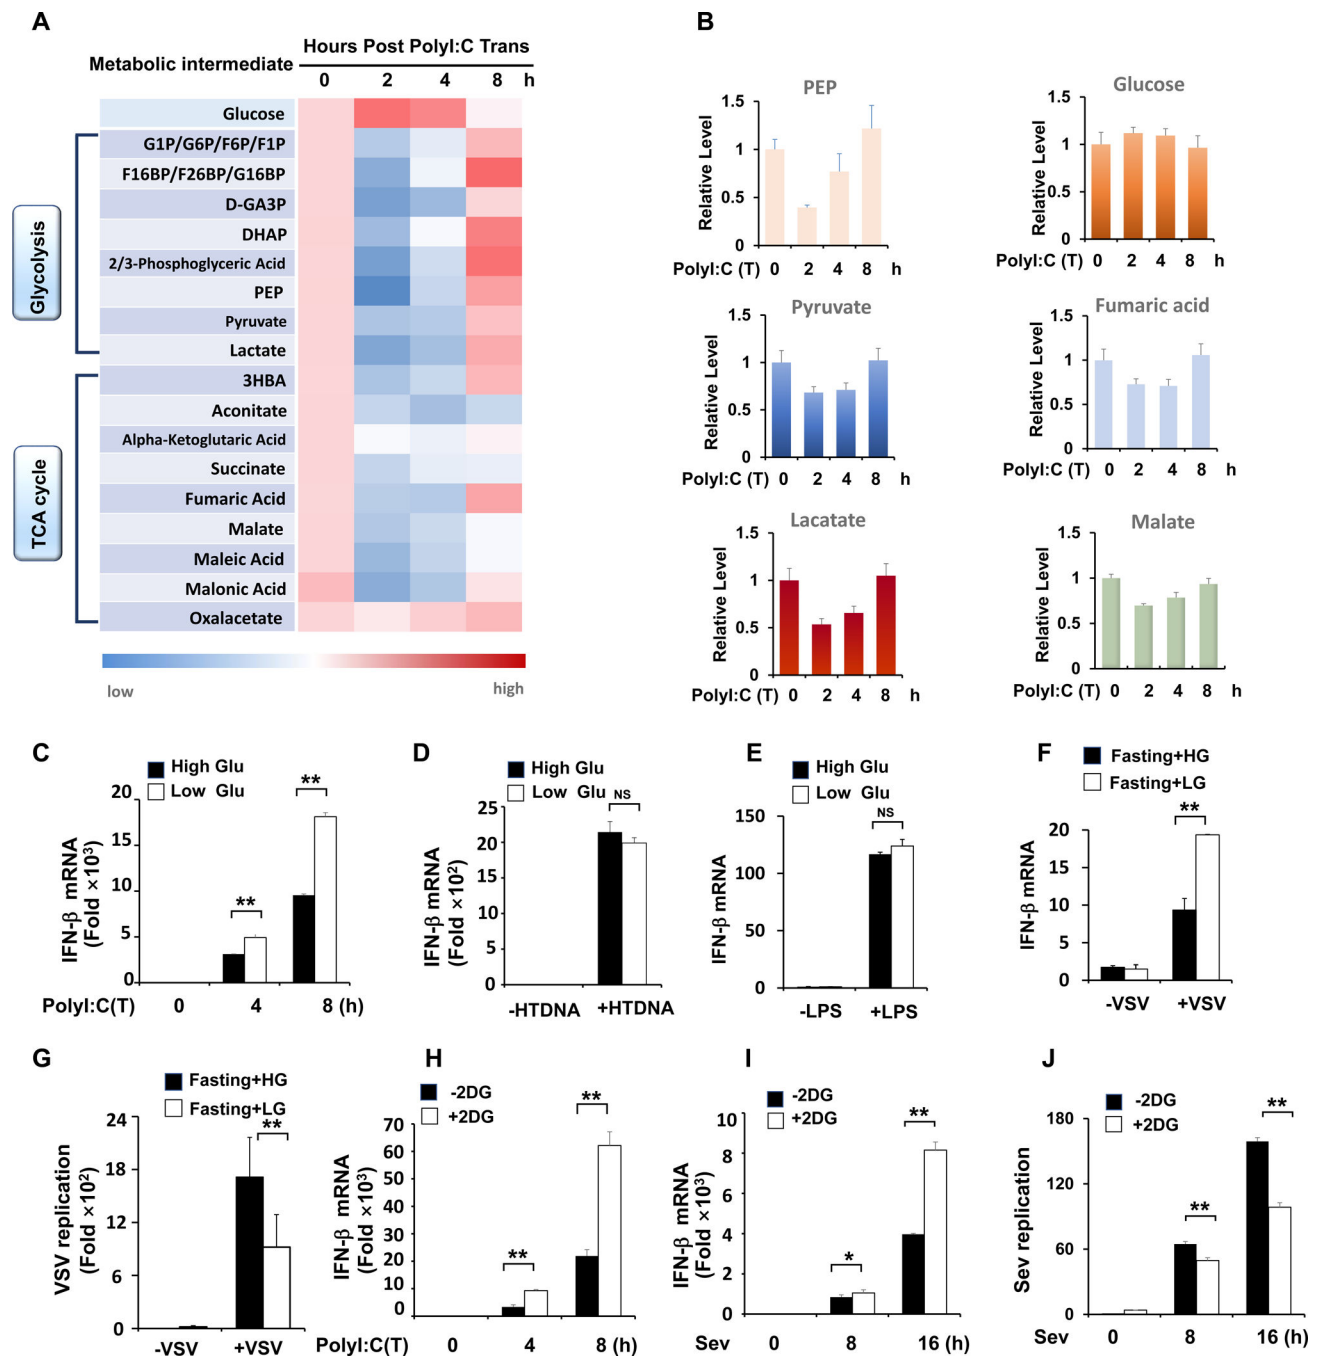 A
Hours Post PolyI:C Trans
Metabolic intermediate
0 2 4 8 h
Glucose
G1P/G6P/F6P/F1P
F16BP/F26BP/G16BP
D-GA3P
DHAP
2/3-Phosphoglyceric Acid
PEP
Pyruvate
Lactate
3HBA
Aconitate
Alpha-Ketoglutaric Acid
Succinate
Fumaric Acid
Malate
Maleic Acid
Malonic Acid
Oxalacetate
Glycolysis
TCA cycle
low
high
B
PEP
Relative Level
1.5
1
0.5
0
PolyI:C (T) 0 2 4 8 h
Glucose
Relative Level
1.5
1
0.5
0
PolyI:C (T) 0 2 4 8 h
Pyruvate
Relative Level
1.5
1
0.5
0
PolyI:C (T) 0 2 4 8 h
Fumaric acid
Relative Level
1.5
1
0.5
0
PolyI:C (T) 0 2 4 8 h
Lacatate
Relative Level
1.5
1
0.5
0
PolyI:C (T) 0 2 4 8 h
Malate
Relative Level
1.5
1
0.5
0
PolyI:C (T) 0 2 4 8 h
C
High Glu
Low Glu
IFN-β mRNA
(Fold ×10³)
20
15
10
5
0
**
**
PolyI:C(T) 0 4 8 (h)
D
High Glu
Low Glu
IFN-β mRNA
(Fold ×10²)
25
20
15
10
5
0
NS
-HTDNA +HTDNA
E
High Glu
Low Glu
IFN-β mRNA
150
100
50
0
NS
-LPS +LPS
F
Fasting+HG
Fasting+LG
IFN-β mRNA
20
15
10
5
0
**
-VSV +VSV
G
Fasting+HG
Fasting+LG
VSV replication
(Fold ×10²)
24
18
12
6
0
**
-VSV +VSV
H
-2DG
+2DG
IFN-β mRNA
(Fold ×10³)
70
60
50
40
30
20
10
0
**
**
PolyI:C(T) 0 4 8 (h)
I
-2DG
+2DG
IFN-β mRNA
(Fold ×10³)
10
8
6
4
2
0
*
**
Sev 0 8 16 (h)
J
-2DG
+2DG
Sev replication
180
120
60
0
**
**
Sev 0 8 16 (h)